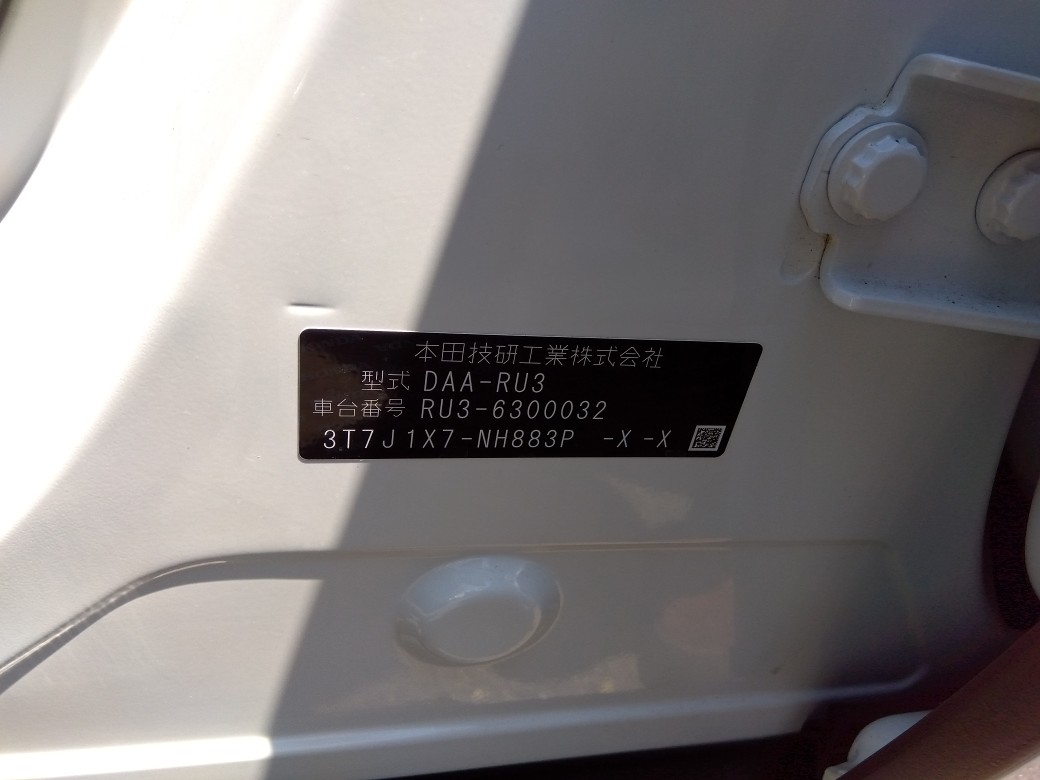 本田技研工業株式会社
型式 DAA-RU3
車台番号 RU3-6300032
3T7J1X7-NH883P -X -X